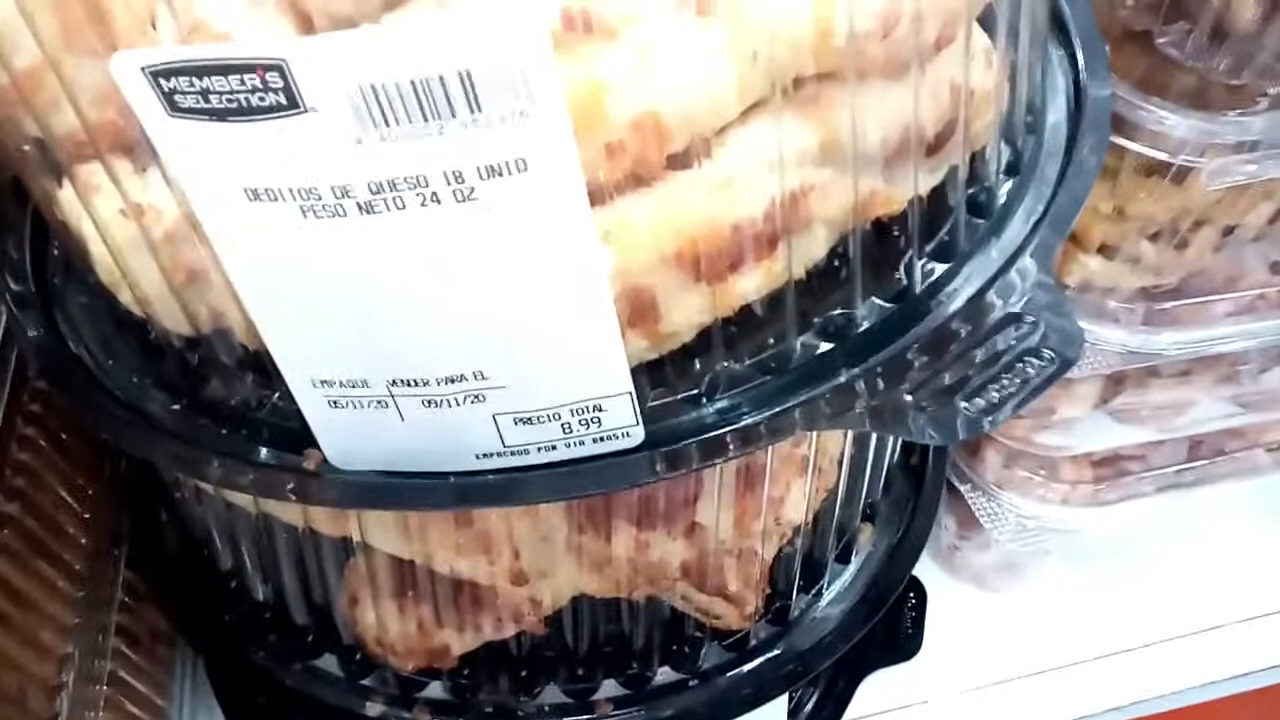 MEMBER'S
SELECTION
DEDITOS DE QUESO 18 UNID
PESO NETO 24 OZ
EMPAQUE VENDER PARA EL
05/11/20 09/11/20
PRECIO TOTAL
8.99
EMPACADO POR VIA BRASIL